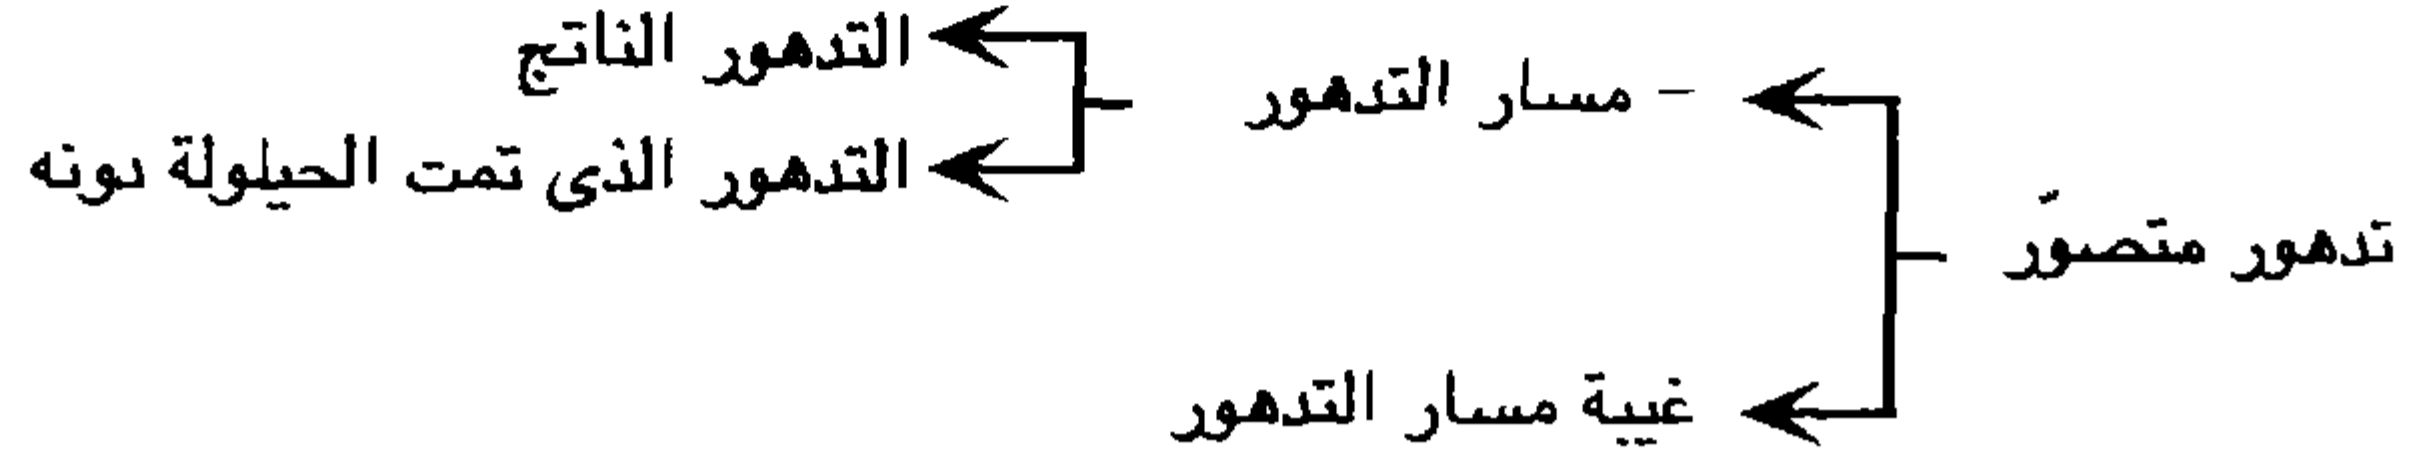 تدهور متصوَّر
– مسار التدهور
التدهور الناتج
التدهور الذى تمت الحيلولة دونه
غيبة مسار التدهور